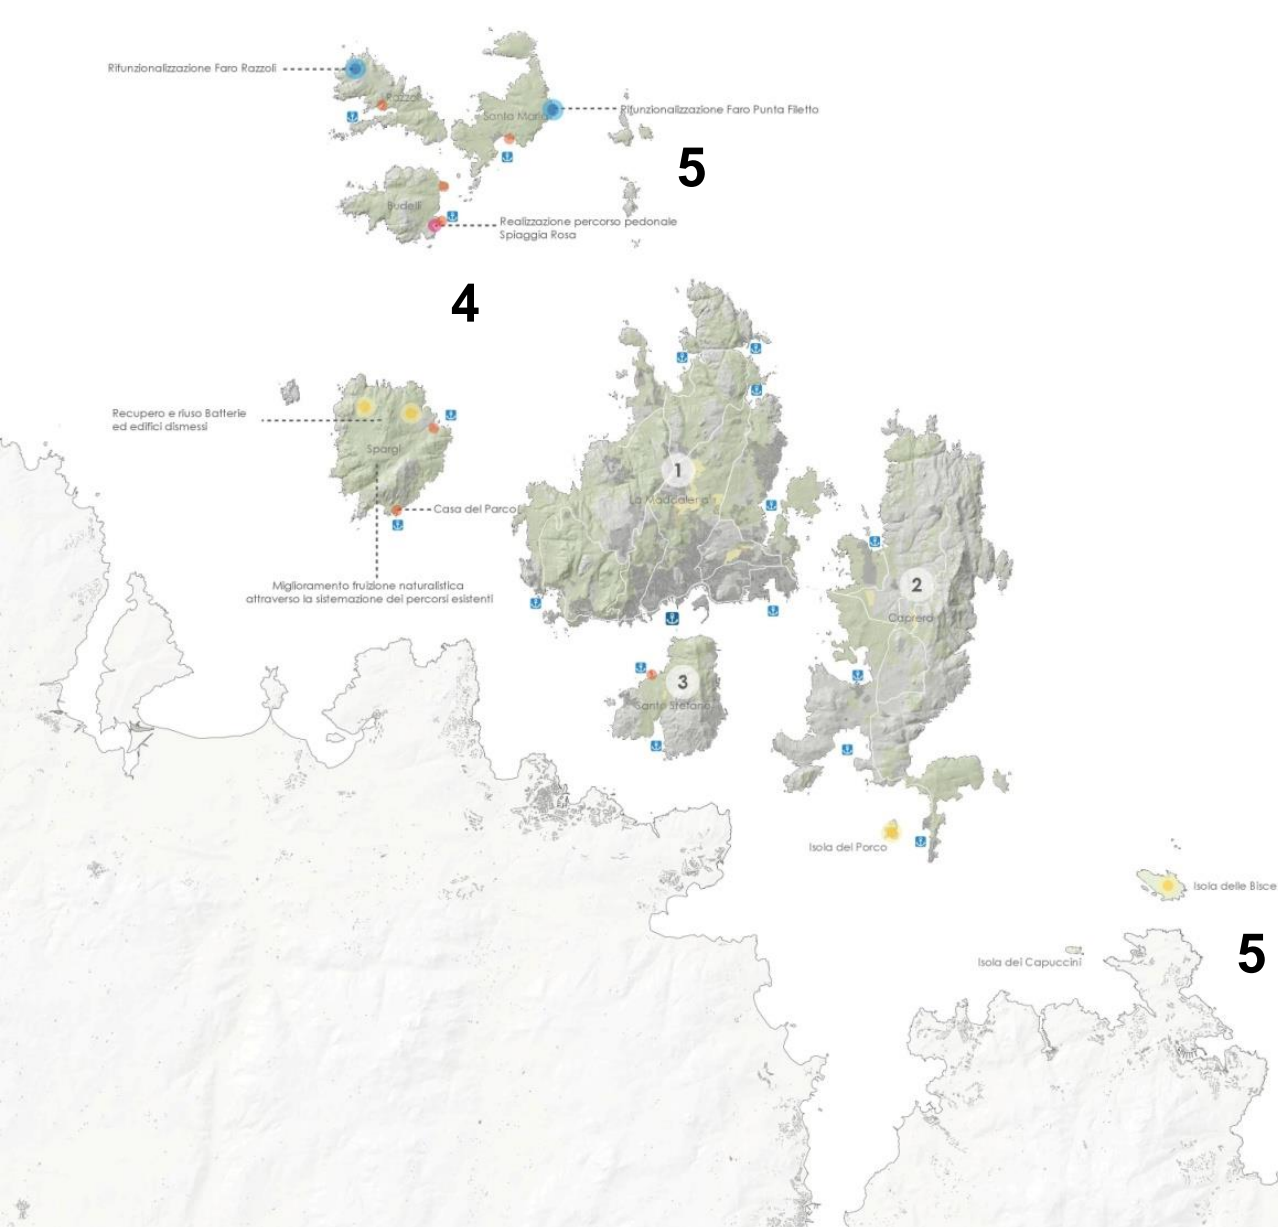 Rifunzionalizzazione Faro Razzoli
Razzoli
Santa Maria
Rifunzionalizzazione Faro Punta Filetto
5
Budelli
Realizzazione percorso pedonale
Spiaggia Rosa
4
Recupero e riuso Batterie
ed edifici dismessi
Spargi
1
La Maddalena
Casa del Parco
Miglioramento fruizione naturalistica
attraverso la sistemazione dei percorsi esistenti
2
Caprera
3
Santo Stefano
Isola del Porco
Isola delle Bisce
5
Isola dei Capuccini